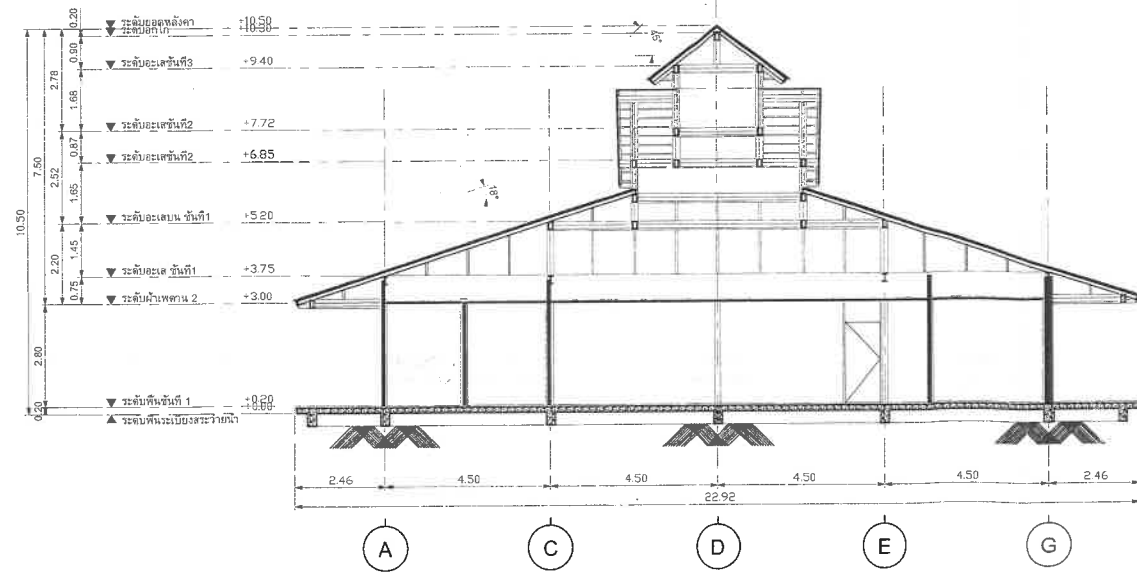 ระดับยอดหลังคา +10.50
ระดับอกไก่ +10.30
ระดับอะเสชั้นที่3 +9.40
ระดับอะเสชั้นที่2 +7.72
ระดับอะเสชั้นที่2 +6.85
ระดับอะเสบน ชั้นที่1 +5.20
ระดับอะเส ชั้นที่1 +3.75
ระดับฝ้าเพดาน 2 +3.00
ระดับพื้นชั้นที่ 1 +0.20
ระดับพื้นระเบียงสระว่ายน้ำ +0.00
10.50
7.50
2.80
0.20
2.78
2.52
2.20
0.20
0.90
1.68
0.87
1.65
1.45
0.75
45°
18°
2.46 4.50 4.50 4.50 4.50 2.46
22.92
A C D E G